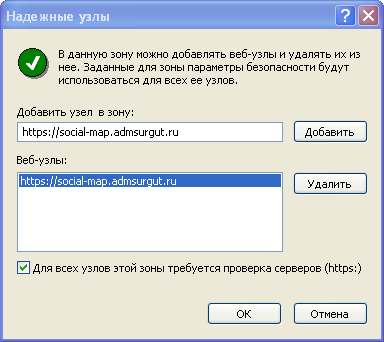 Надежные узлы
В данную зону можно добавлять веб-узлы и удалять их из
нее. Заданные для зоны параметры безопасности будут
использоваться для всех ее узлов.
Добавить узел в зону:
https://social-map.admsurgut.ru
Добавить
Веб-узлы:
https://social-map.admsurgut.ru
Удалить
Для всех узлов этой зоны требуется проверка серверов (https:)
OK
Отмена